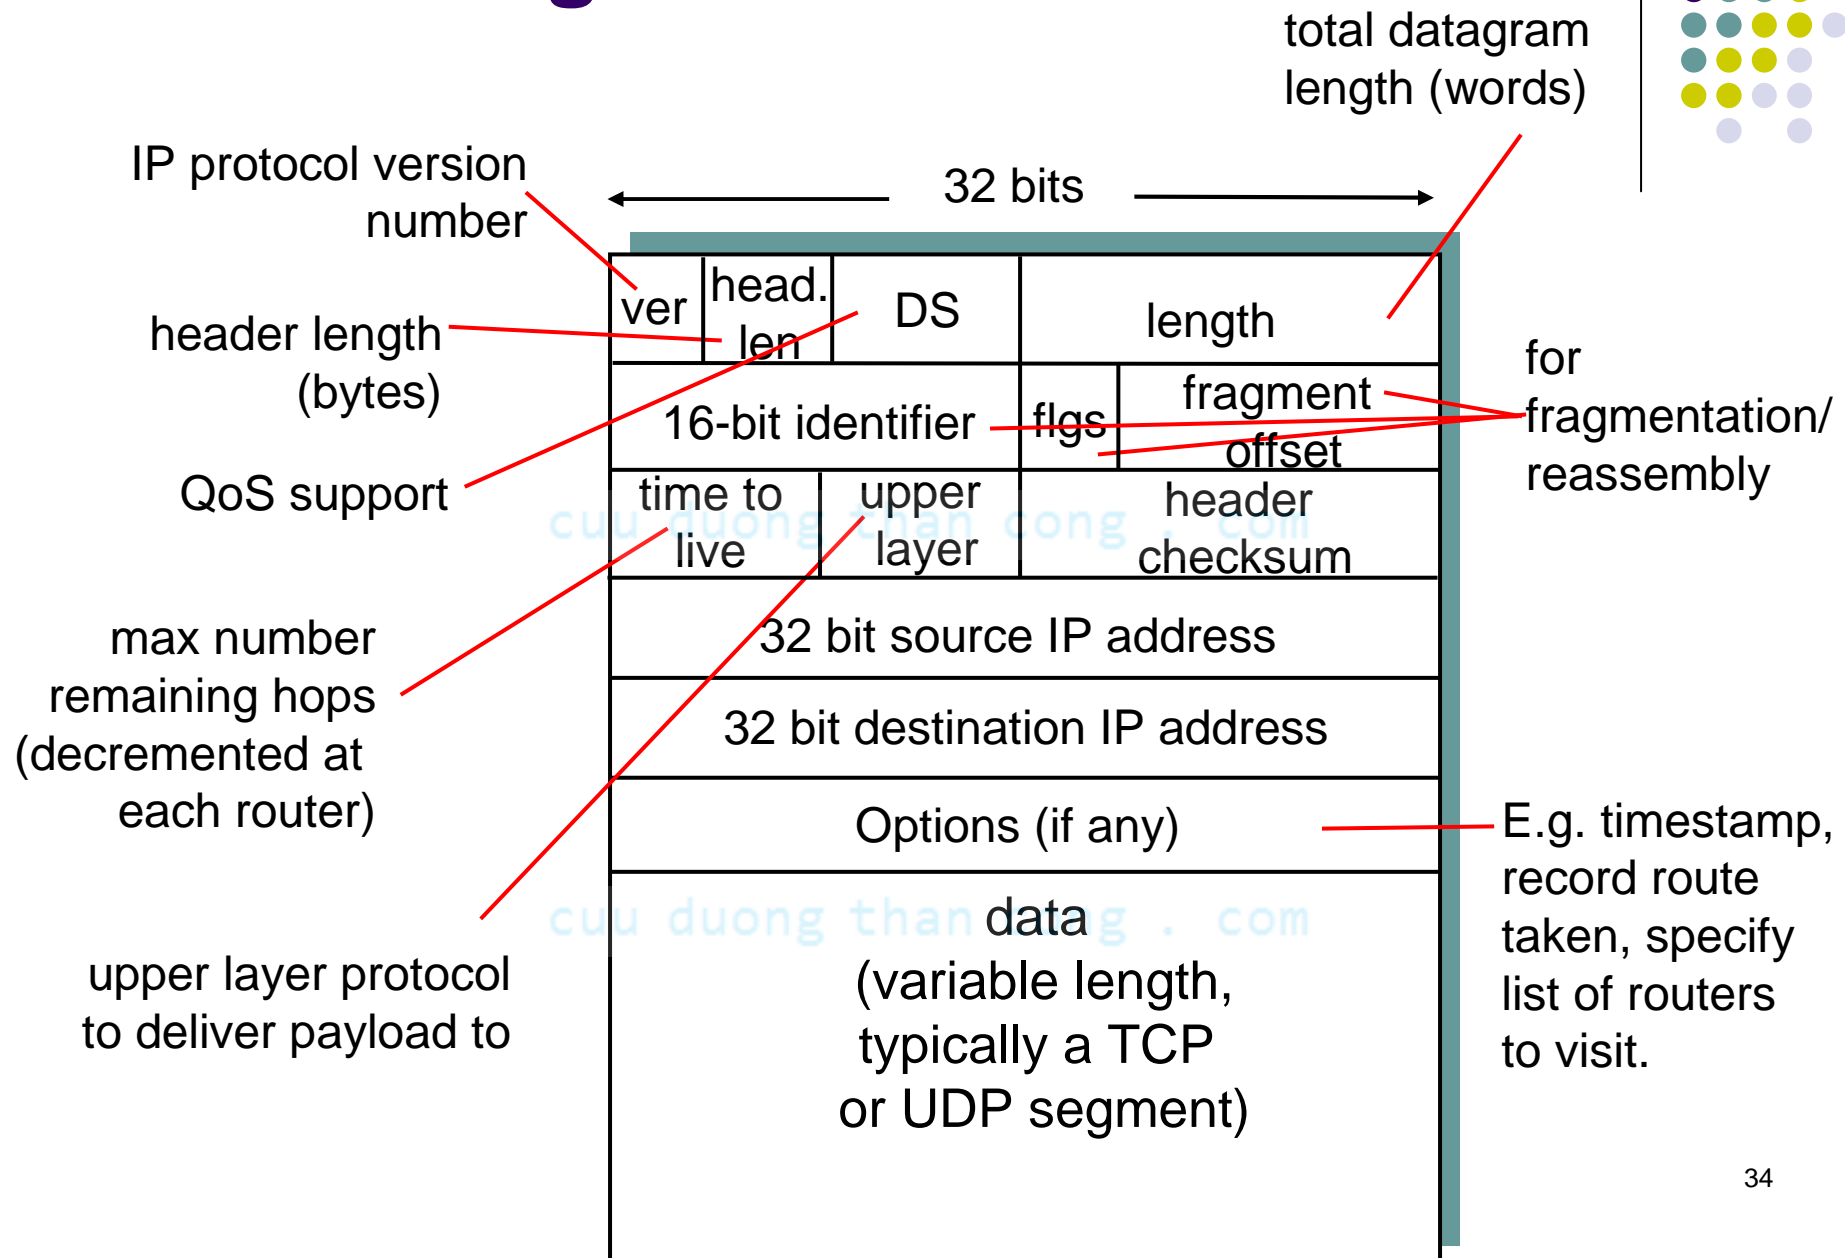 total datagram
length (words)
IP protocol version
number
32 bits
ver
head.
len
DS
length
header length
(bytes)
for
fragmentation/
reassembly
16-bit identifier
flgs
fragment
offset
QoS support
time to
live
upper
layer
header
checksum
cuu duong than cong . com
32 bit source IP address
max number
remaining hops
(decremented at
each router)
32 bit destination IP address
Options (if any)
E.g. timestamp,
record route
taken, specify
list of routers
to visit.
cuu duong than cong . com
data
(variable length,
typically a TCP
or UDP segment)
upper layer protocol
to deliver payload to
34